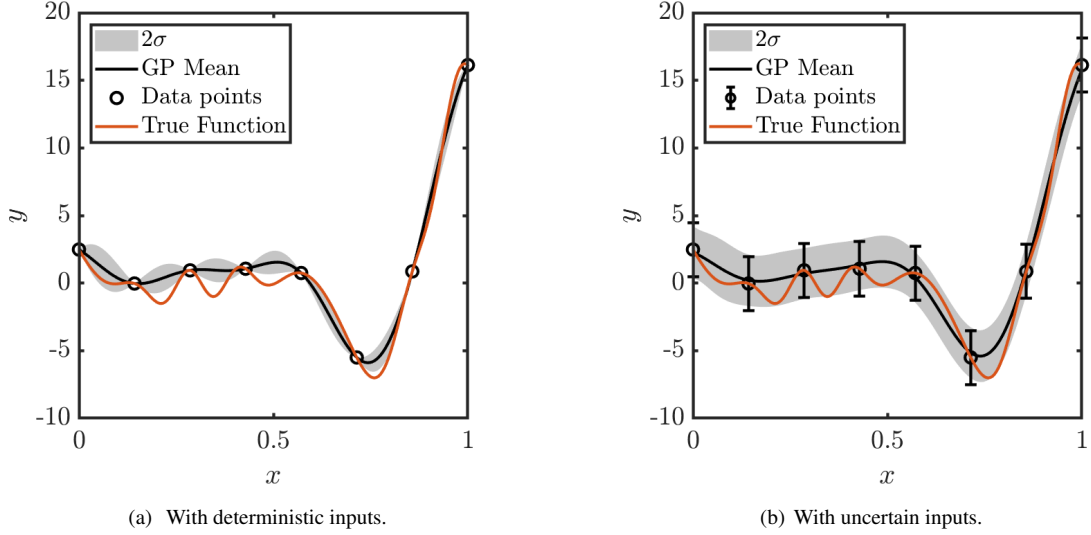 20
15
10
5
0
-5
-10
y
2σ
GP Mean
Data points
True Function
0
0.5
1
x
(a) With deterministic inputs.
20
15
10
5
0
-5
-10
y
2σ
GP Mean
Data points
True Function
0
0.5
1
x
(b) With uncertain inputs.